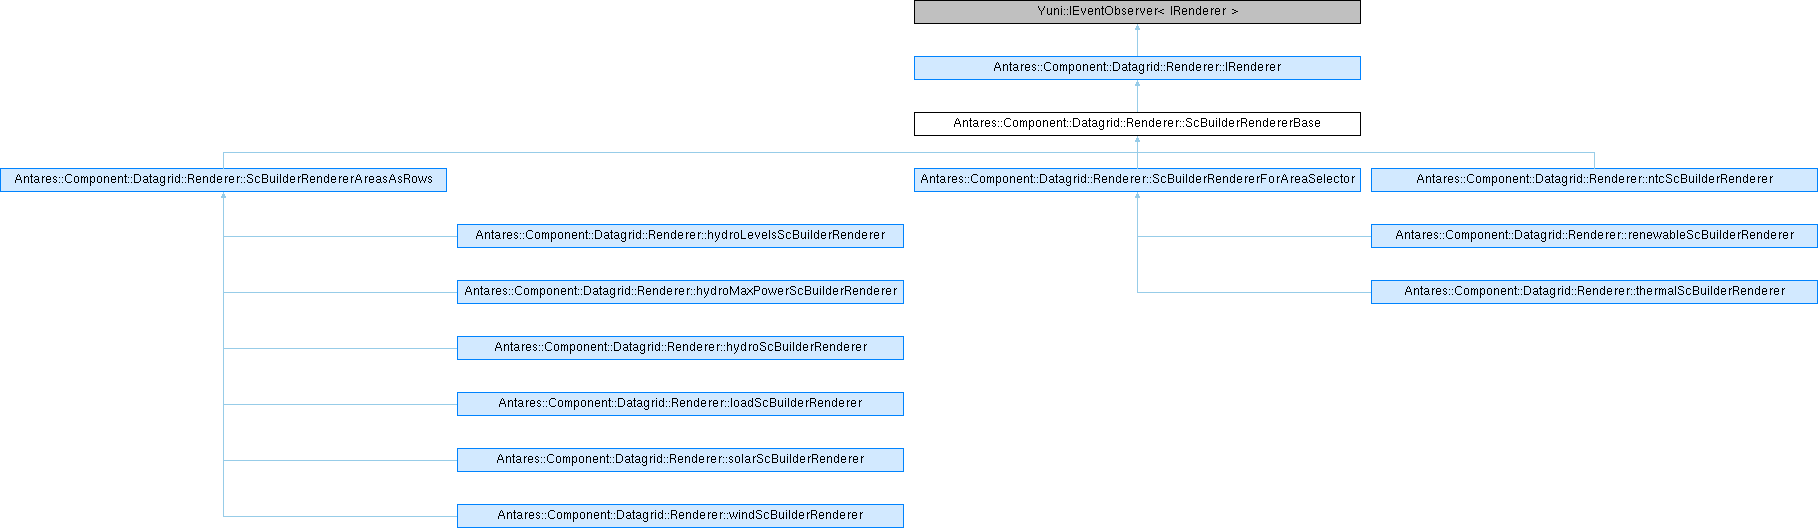 Yuni::IEventObserver< IRenderer >
Antares::Component::Datagrid::Renderer::IRenderer
Antares::Component::Datagrid::Renderer::ScBuilderRendererBase
Antares::Component::Datagrid::Renderer::ScBuilderRendererAreasAsRows
Antares::Component::Datagrid::Renderer::ScBuilderRendererForAreaSelector
Antares::Component::Datagrid::Renderer::ntcScBuilderRenderer
Antares::Component::Datagrid::Renderer::hydroLevelsScBuilderRenderer
Antares::Component::Datagrid::Renderer::renewableScBuilderRenderer
Antares::Component::Datagrid::Renderer::hydroMaxPowerScBuilderRenderer
Antares::Component::Datagrid::Renderer::thermalScBuilderRenderer
Antares::Component::Datagrid::Renderer::hydroScBuilderRenderer
Antares::Component::Datagrid::Renderer::loadScBuilderRenderer
Antares::Component::Datagrid::Renderer::solarScBuilderRenderer
Antares::Component::Datagrid::Renderer::windScBuilderRenderer